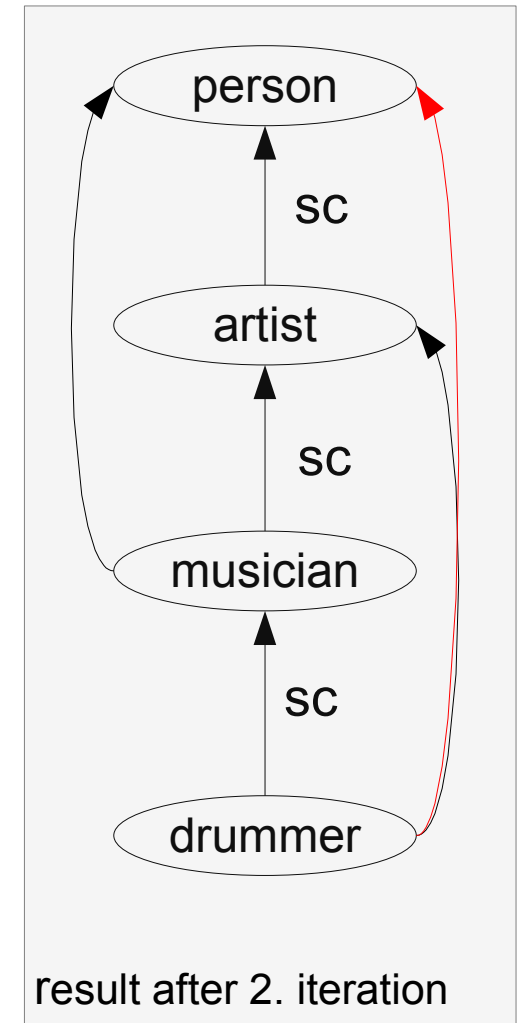 person
sc
artist
sc
musician
sc
drummer
result after 2. iteration